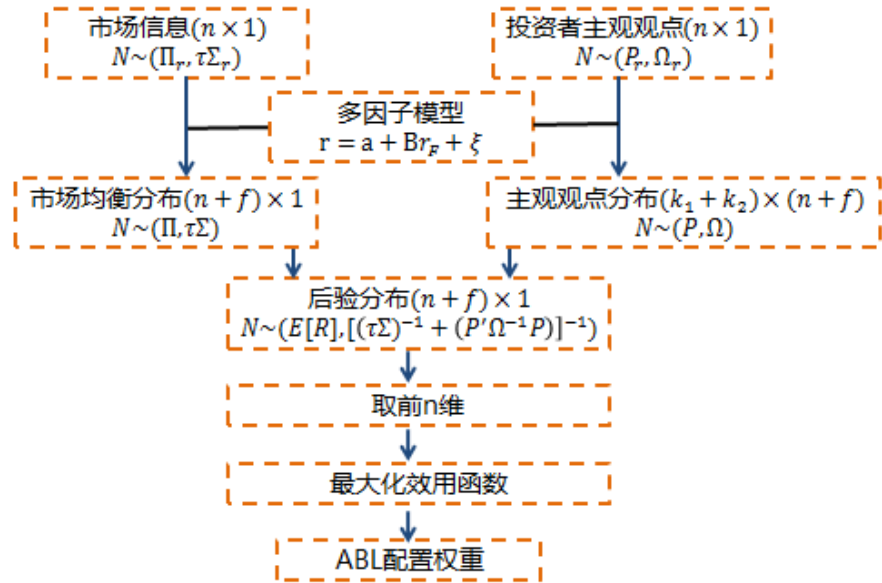 市场信息(n × 1)
N~(Π_r, τΣ_r)
投资者主观观点(n × 1)
N~(P_r, Ω_r)
多因子模型
r = a + Br_F + ξ
市场均衡分布(n + f) × 1
N~(Π, τΣ)
主观观点分布(k₁ + k₂) × (n + f)
N~(P, Ω)
后验分布(n + f) × 1
N~(E[R], [(τΣ)⁻¹ + (P′Ω⁻¹P)]⁻¹)
取前n维
最大化效用函数
ABL配置权重